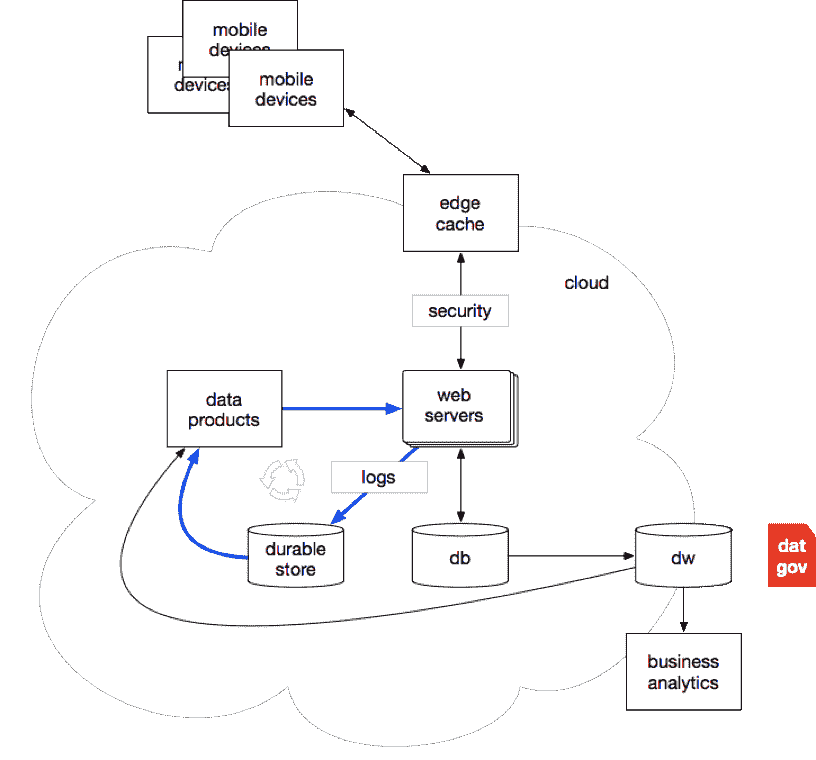 mobile
devices
devices
mobile
devices
edge
cache
cloud
security
data
products
web
servers
logs
durable
store
db
dw
dat
gov
business
analytics